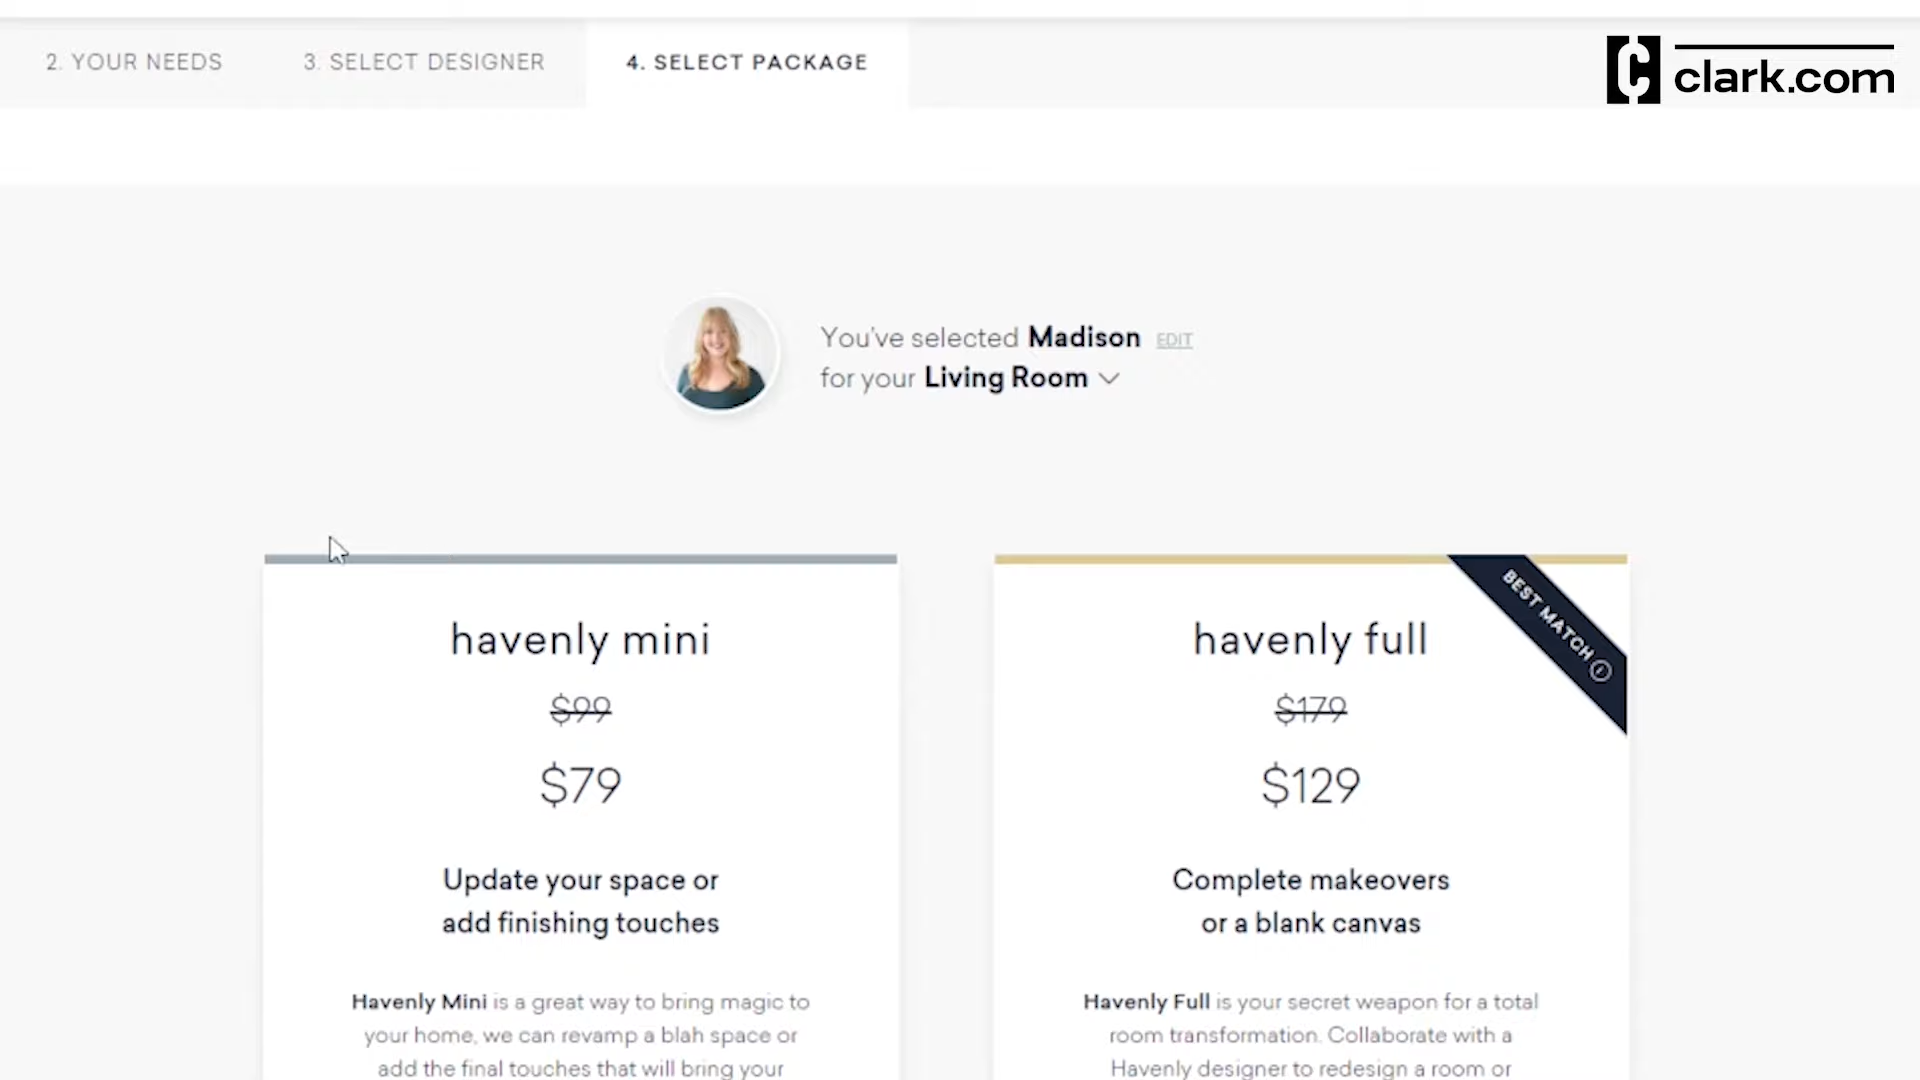 2. YOUR NEEDS
3. SELECT DESIGNER
4. SELECT PACKAGE
clark.com
You've selected Madison EDIT
for your Living Room
havenly mini
$99
$79
Update your space or
add finishing touches
Havenly Mini is a great way to bring magic to
your home, we can revamp a blah space or
add the final touches that will bring your
BEST MATCH
havenly full
$179
$129
Complete makeovers
or a blank canvas
Havenly Full is your secret weapon for a total
room transformation. Collaborate with a
Havenly designer to redesign a room or